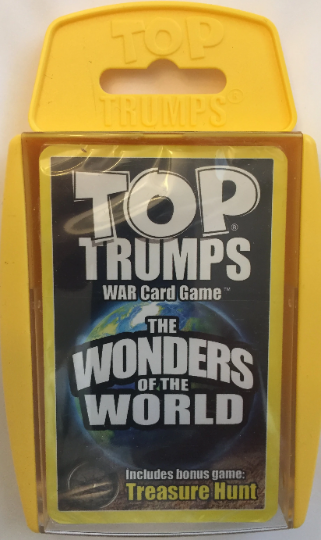 TOP
TRUMPS®
TOP®
TRUMPS
WAR Card Game™
THE
WONDERS
OF THE
WORLD
Includes bonus game:
Treasure Hunt